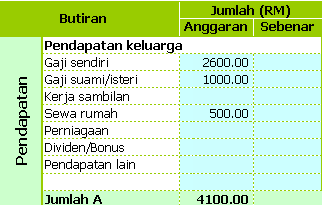 Butiran Jumlah (RM)
Anggaran Sebenar
Pendapatan
Pendapatan keluarga
Gaji sendiri 2600.00
Gaji suami/isteri 1000.00
Kerja sambilan
Sewa rumah 500.00
Perniagaan
Dividen/Bonus
Pendapatan lain
Jumlah A 4100.00